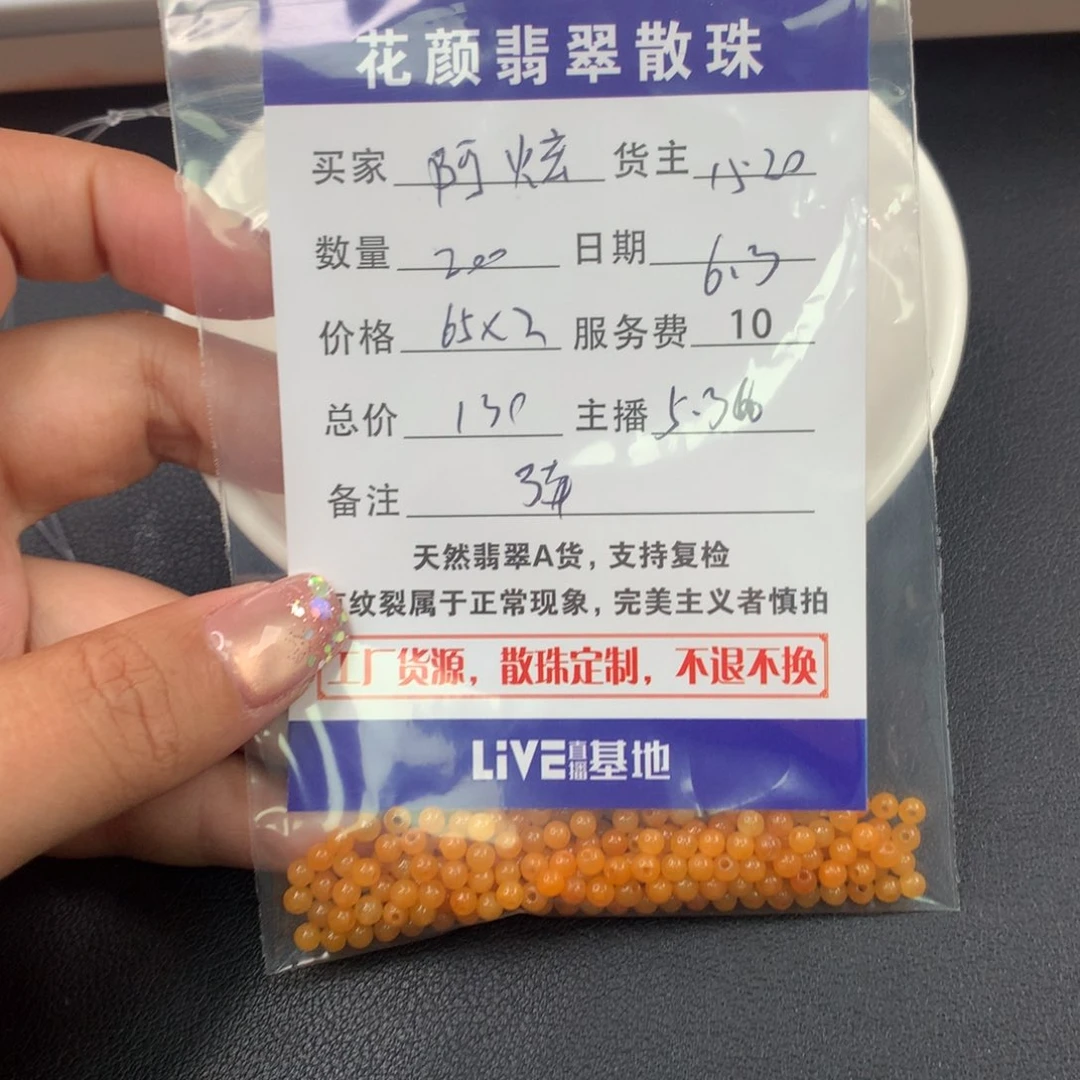 花颜翡翠散珠
买家 阿炫 货主 1520
数量 200 日期 6.3
价格 65×2 服务费 10
总价 130 主播 5.366
备注
天然翡翠A货，支持复检
纹裂属于正常现象，完美主义者慎拍
工厂货源，散珠定制，不退不换
LiVE直播基地